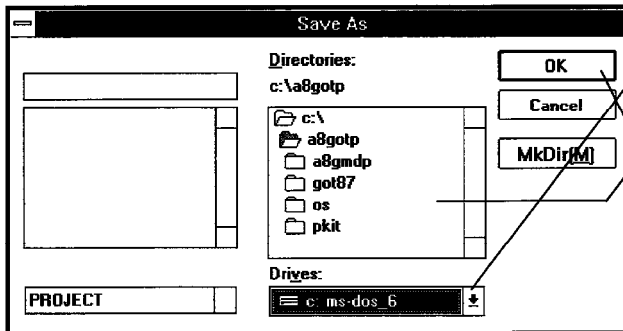 Save As
Directories:
c:\a8gotp
c:\
a8gotp
a8gmdp
got87
os
pkit
Drives:
c: ms-dos_6
PROJECT
OK
Cancel
MkDir[M]